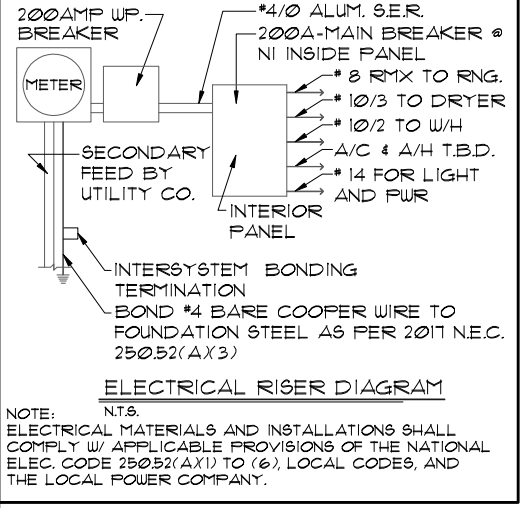 200AMP WP.
BREAKER
#4/0 ALUM. S.E.R.
200A-MAIN BREAKER @
N1 INSIDE PANEL
METER
# 8 RMX TO RNG.
# 10/3 TO DRYER
# 10/2 TO W/H
A/C & A/H T.B.D.
# 14 FOR LIGHT
AND PWR
SECONDARY
FEED BY
UTILITY CO.
INTERIOR
PANEL
INTERSYSTEM BONDING
TERMINATION
BOND #4 BARE COOPER WIRE TO
FOUNDATION STEEL AS PER 2017 N.E.C.
250.52(A)(3)
ELECTRICAL RISER DIAGRAM
NOTE: N.T.S.
ELECTRICAL MATERIALS AND INSTALLATIONS SHALL
COMPLY W/ APPLICABLE PROVISIONS OF THE NATIONAL
ELEC. CODE 250.52(A)(1) TO (6), LOCAL CODES, AND
THE LOCAL POWER COMPANY.